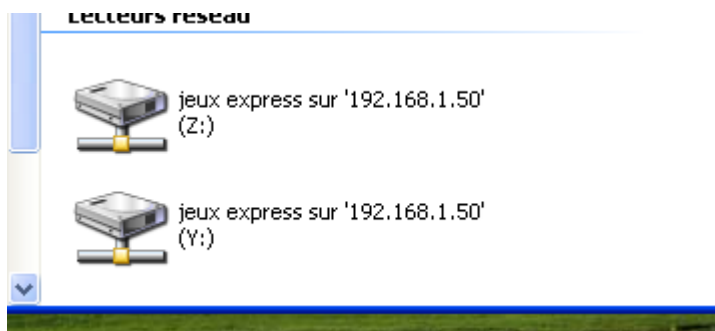 Lecteurs réseau
jeux express sur '192.168.1.50'
(Z:)
jeux express sur '192.168.1.50'
(Y:)